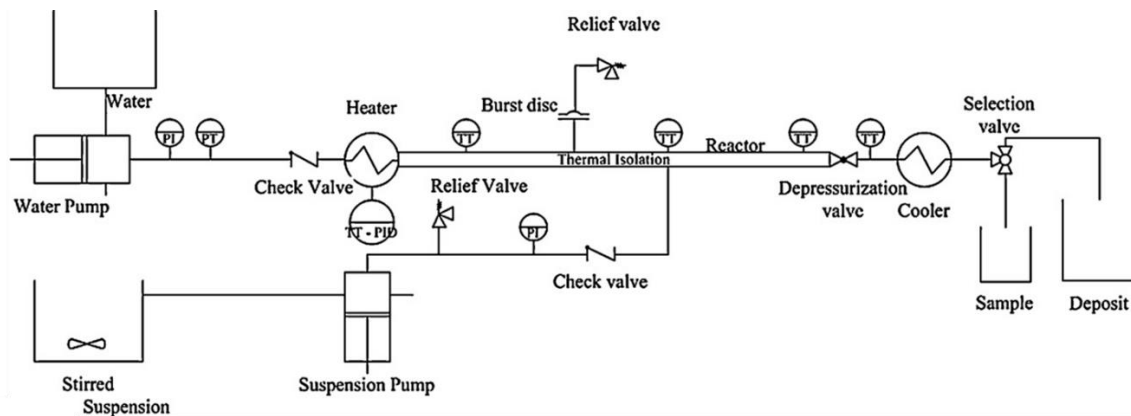 Relief valve
Water
Heater
Burst disc
Selection
valve
PI
PT
TT
TT
Reactor
TT
TT
Thermal Isolation
Water Pump
Check Valve
Relief Valve
Depressurization
valve
Cooler
TT - PID
PI
Check valve
Sample
Deposit
Stirred
Suspension
Suspension Pump